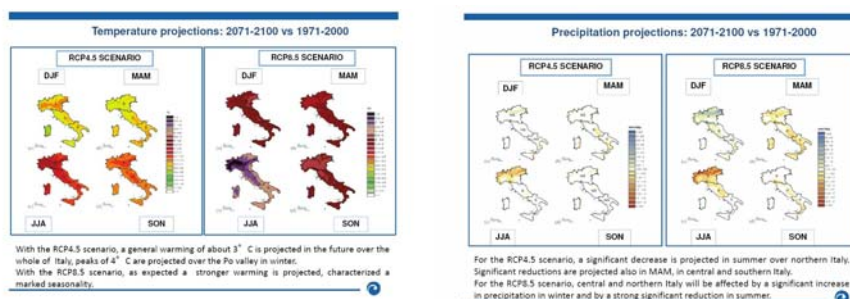 Temperature projections: 2071-2100 vs 1971-2000
RCP4.5 SCENARIO
RCP8.5 SCENARIO
DJF
MAM
DJF
MAM
JJA
SON
JJA
SON
With the RCP4.5 scenario, a general warming of about 3° C is projected in the future over the
whole of Italy, peaks of 4° C are projected over the Po valley in winter.
With the RCP8.5 scenario, as expected a stronger warming is projected, characterized a
marked seasonality.
Precipitation projections: 2071-2100 vs 1971-2000
RCP4.5 SCENARIO
RCP8.5 SCENARIO
DJF
MAM
DJF
MAM
JJA
SON
JJA
SON
For the RCP4.5 scenario, a significant decrease is projected in summer over northern Italy.
Significant reductions are projected also in MAM, in central and southern Italy.
For the RCP8.5 scenario, central and northern Italy will be affected by a significant increase
in precipitation in winter and by a strong significant reduction in summer.